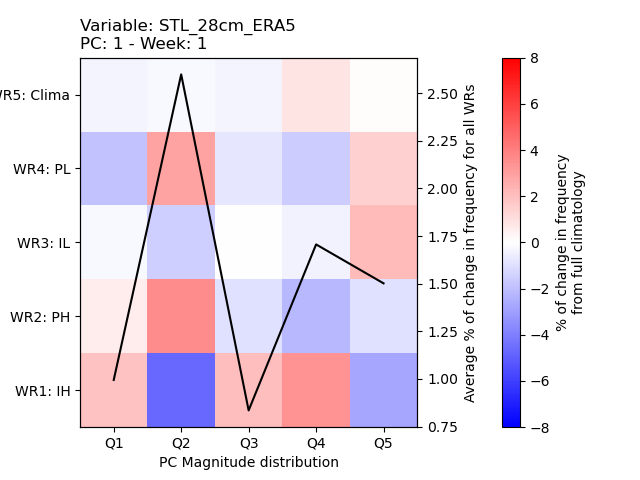 Variable: STL_28cm_ERA5
PC: 1 - Week: 1
R5: Clima
WR4: PL
WR3: IL
WR2: PH
WR1: IH
Q1 Q2 Q3 Q4 Q5
PC Magnitude distribution
2.50
2.25
2.00
1.75
1.50
1.25
1.00
0.75
Average % of change in frequency for all WRs
8
6
4
2
0
−2
−4
−6
−8
% of change in frequency
from full climatology